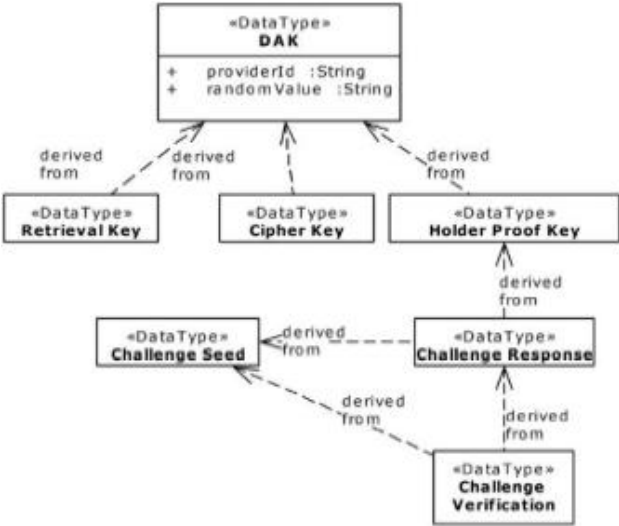 «DataType»
DAK
+ providerId :String
+ randomValue :String
derived
from
derived
from
derived
from
«DataType»
Retrieval Key
«DataType»
Cipher Key
«DataType»
Holder Proof Key
derived
from
«DataType»
Challenge Seed
derived
from
«DataType»
Challenge Response
derived
from
derived
from
«DataType»
Challenge
Verification